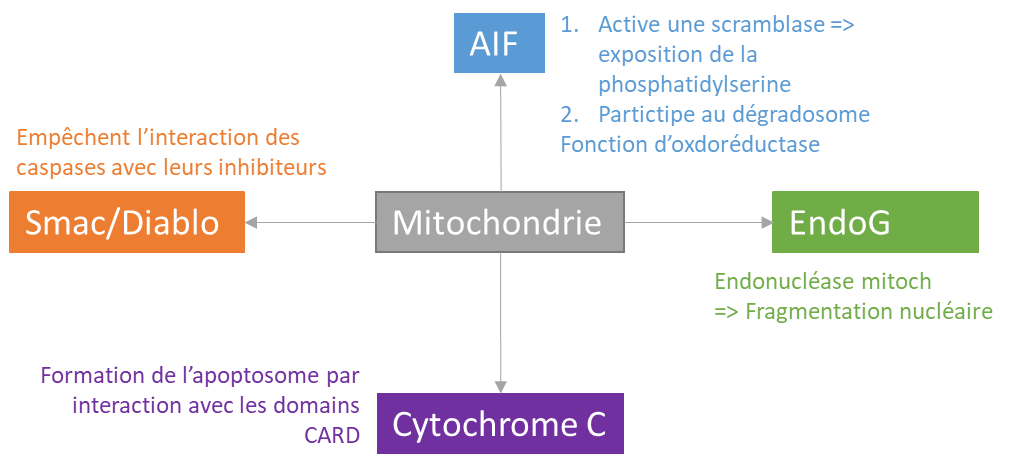 AIF
1. Active une scramblase =>
exposition de la
phosphatidylserine
2. Partictipe au dégradosome
Fonction d'oxdoréductase
Empêchent l'interaction des
caspases avec leurs inhibiteurs
Smac/Diablo
Mitochondrie
EndoG
Endonucléase mitoch
=> Fragmentation nucléaire
Formation de l'apoptosome par
interaction avec les domains
CARD
Cytochrome C